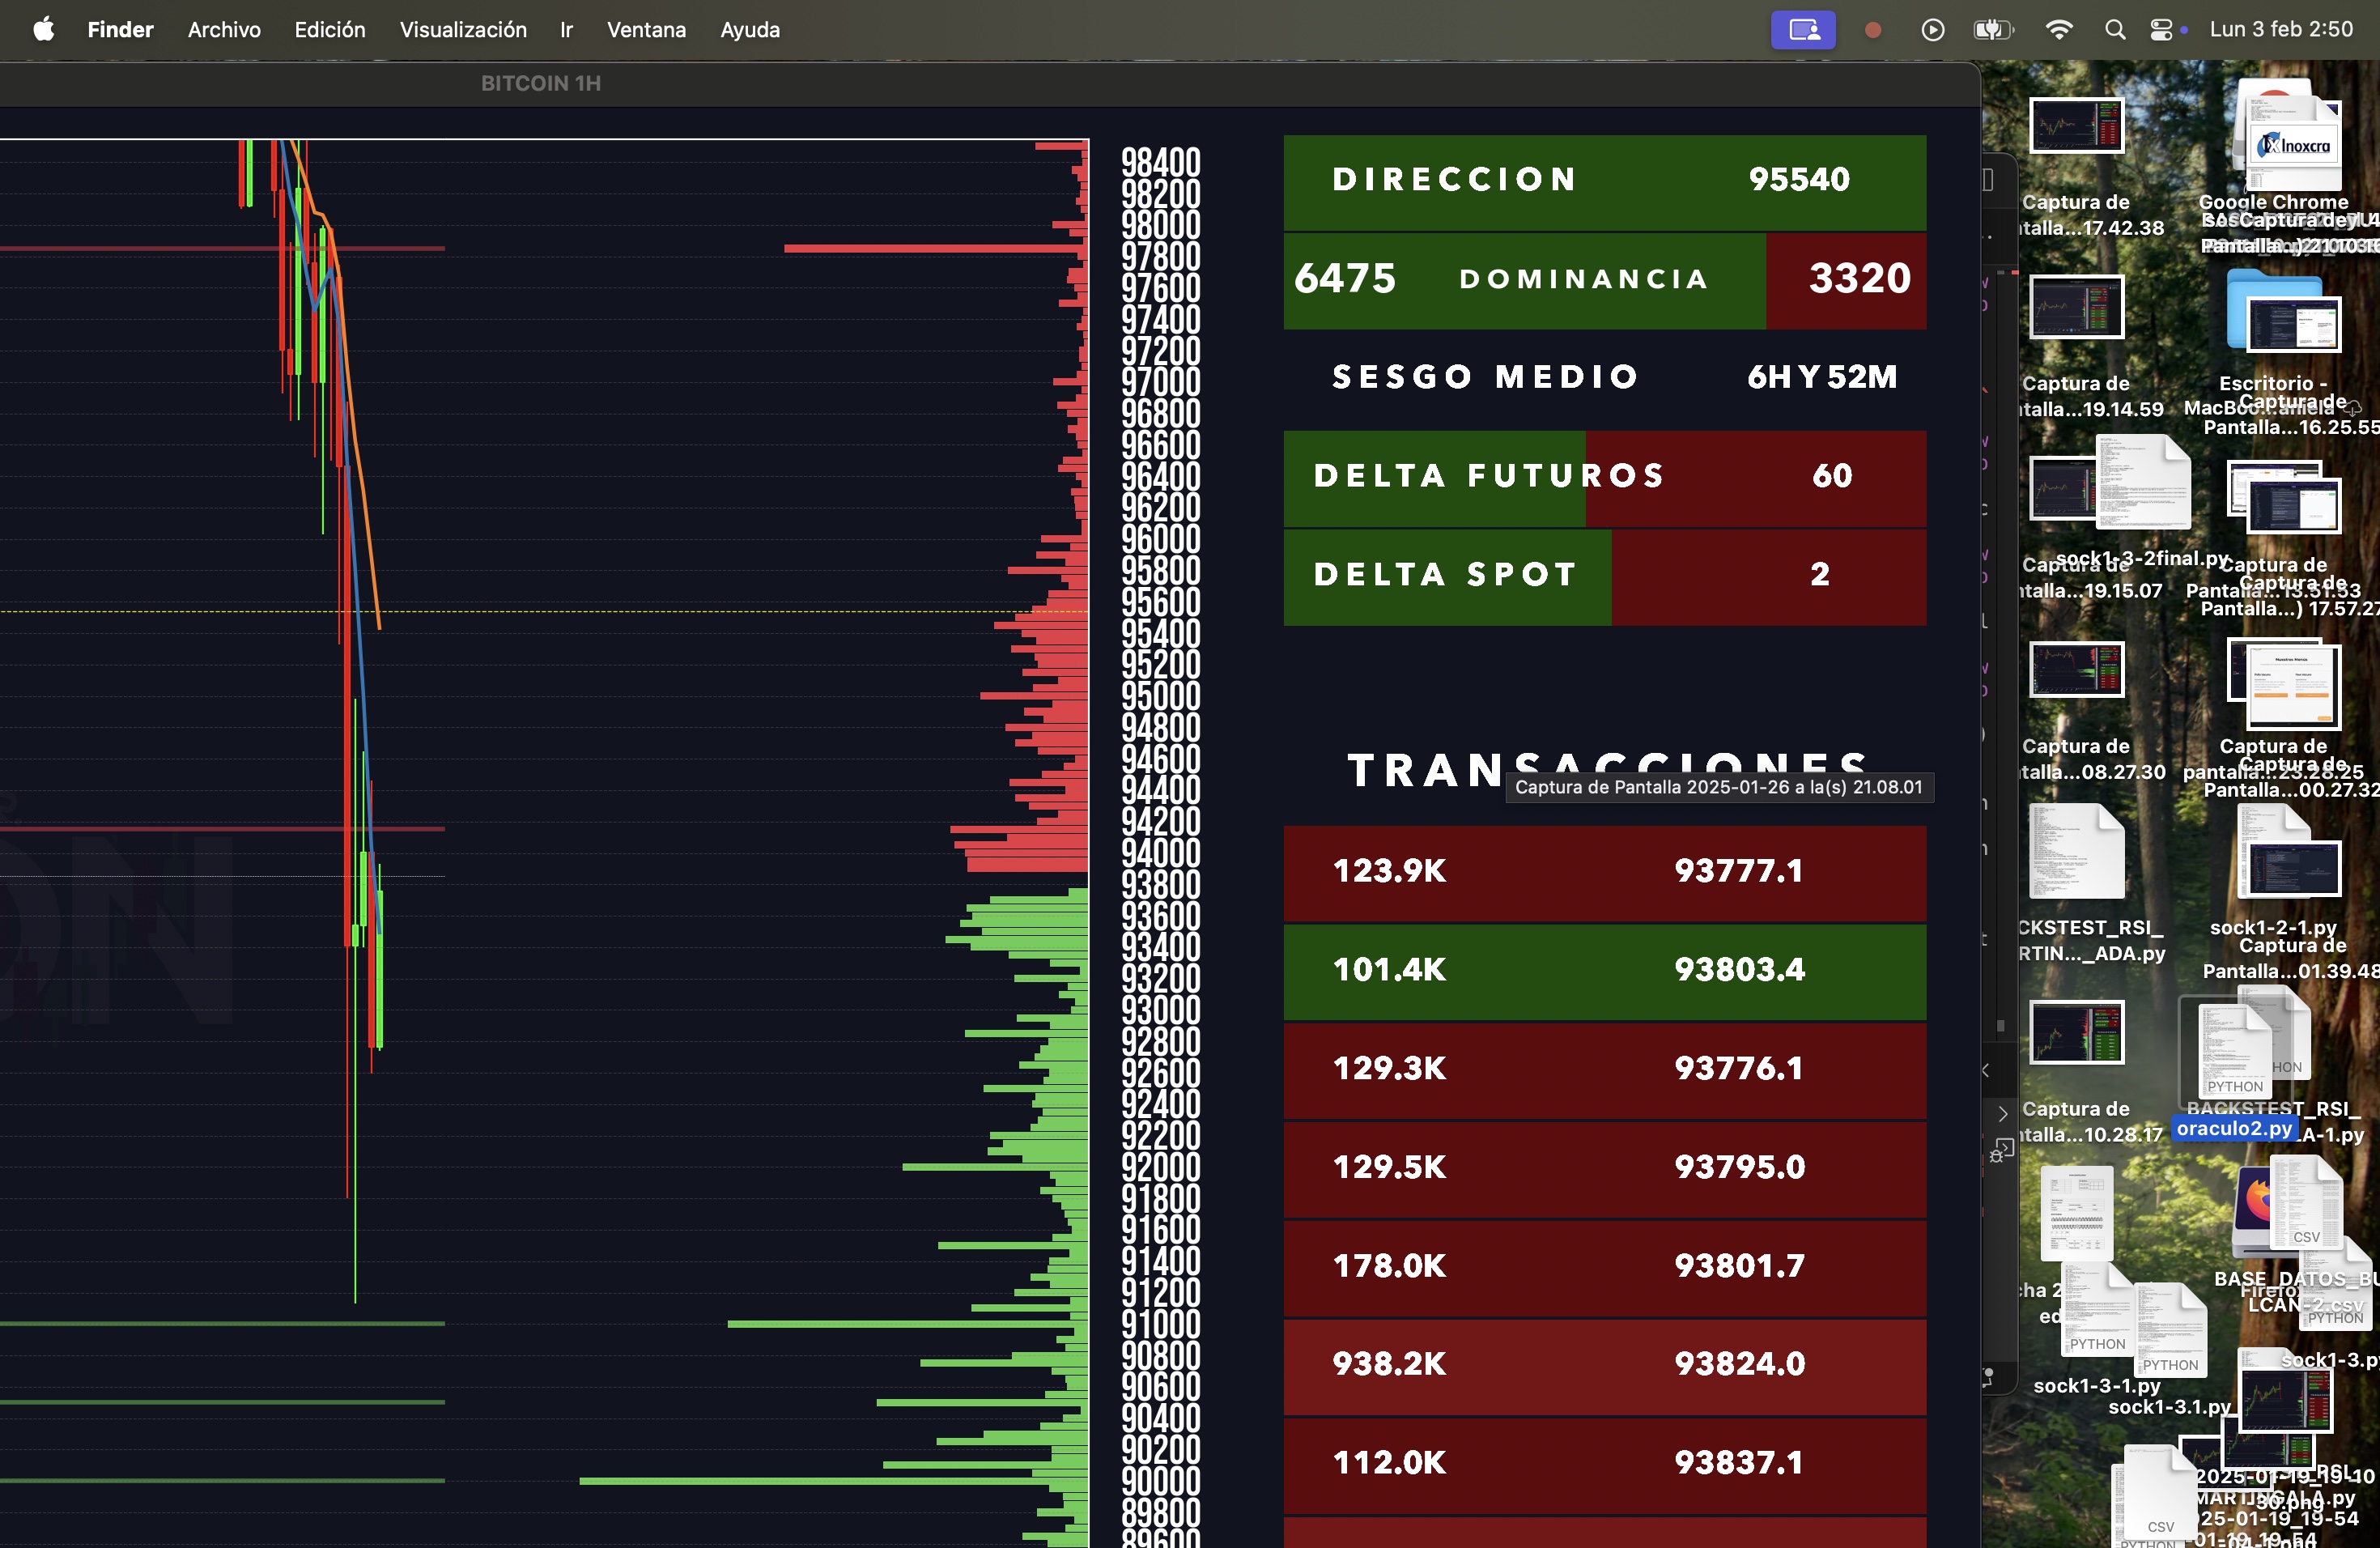 Finder Archivo Edición Visualización Ir Ventana Ayuda
Lun 3 feb 2:50
BITCOIN 1H
98400
98200
98000
97800
97600
97400
97200
97000
96800
96600
96400
96200
96000
95800
95600
95400
95200
95000
94800
94600
94400
94200
94000
93800
93600
93400
93200
93000
92800
92600
92400
92200
92000
91800
91600
91400
91200
91000
90800
90600
90400
90200
90000
89800
89600
DIRECCION 95540
6475 DOMINANCIA 3320
SESGO MEDIO 6H Y 52M
DELTA FUTUROS 60
DELTA SPOT 2
TRANSACCIONES
Captura de Pantalla 2025-01-26 a la(s) 21.08.01
123.9K 93777.1
101.4K 93803.4
129.3K 93776.1
129.5K 93795.0
178.0K 93801.7
938.2K 93824.0
112.0K 93837.1
Captura de
ntalla...17.42.38
Captura de
ntalla...19.14.59
sock1-3-2final.py
ntalla...19.15.07
Captura de
ntalla...08.27.30
CKSTEST_RSI_
RTIN..._ADA.py
Captura de
ntalla...10.28.17
PYTHON
sock1-3-1.py
PYTHON
sock1-3.1.py
CSV
Inoxcra
Google Chrome
Escritorio -
Captura de
Pantalla...16.25.55
Captura de
Captura de
Pantalla...) 17.57.27
Captura de
pantalla...23.28.25
Captura de
Pantalla...00.27.32
sock1-2-1.py
Captura de
Pantalla...01.39.48
PYTHON
BACKSTEST_RSI_
oraculo2.py
CSV
BASE_DATOS_BU
LCAN-2.csv
PYTHON
sock1-3.p
2025-01-19_19-10